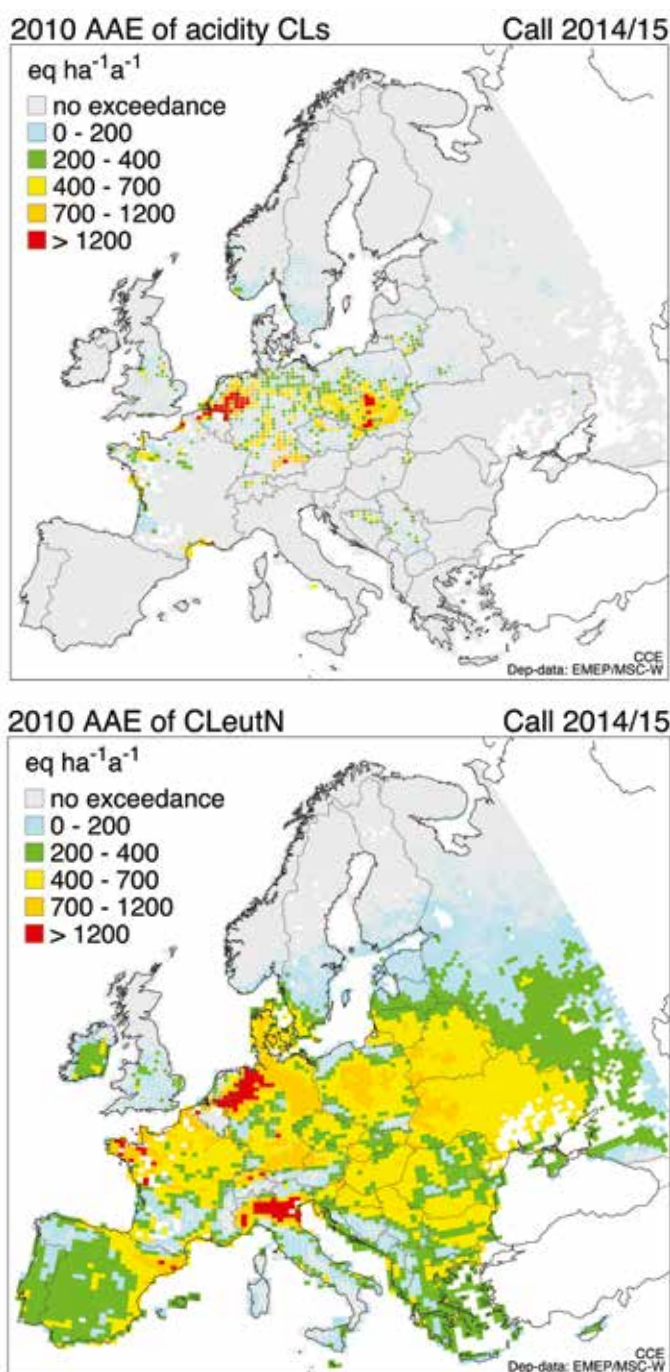 2010 AAE of acidity CLs Call 2014/15
eq ha⁻¹a⁻¹
no exceedance
0 - 200
200 - 400
400 - 700
700 - 1200
> 1200
CCE
Dep-data: EMEP/MSC-W
2010 AAE of CLeutN Call 2014/15
eq ha⁻¹a⁻¹
no exceedance
0 - 200
200 - 400
400 - 700
700 - 1200
> 1200
CCE
Dep-data: EMEP/MSC-W